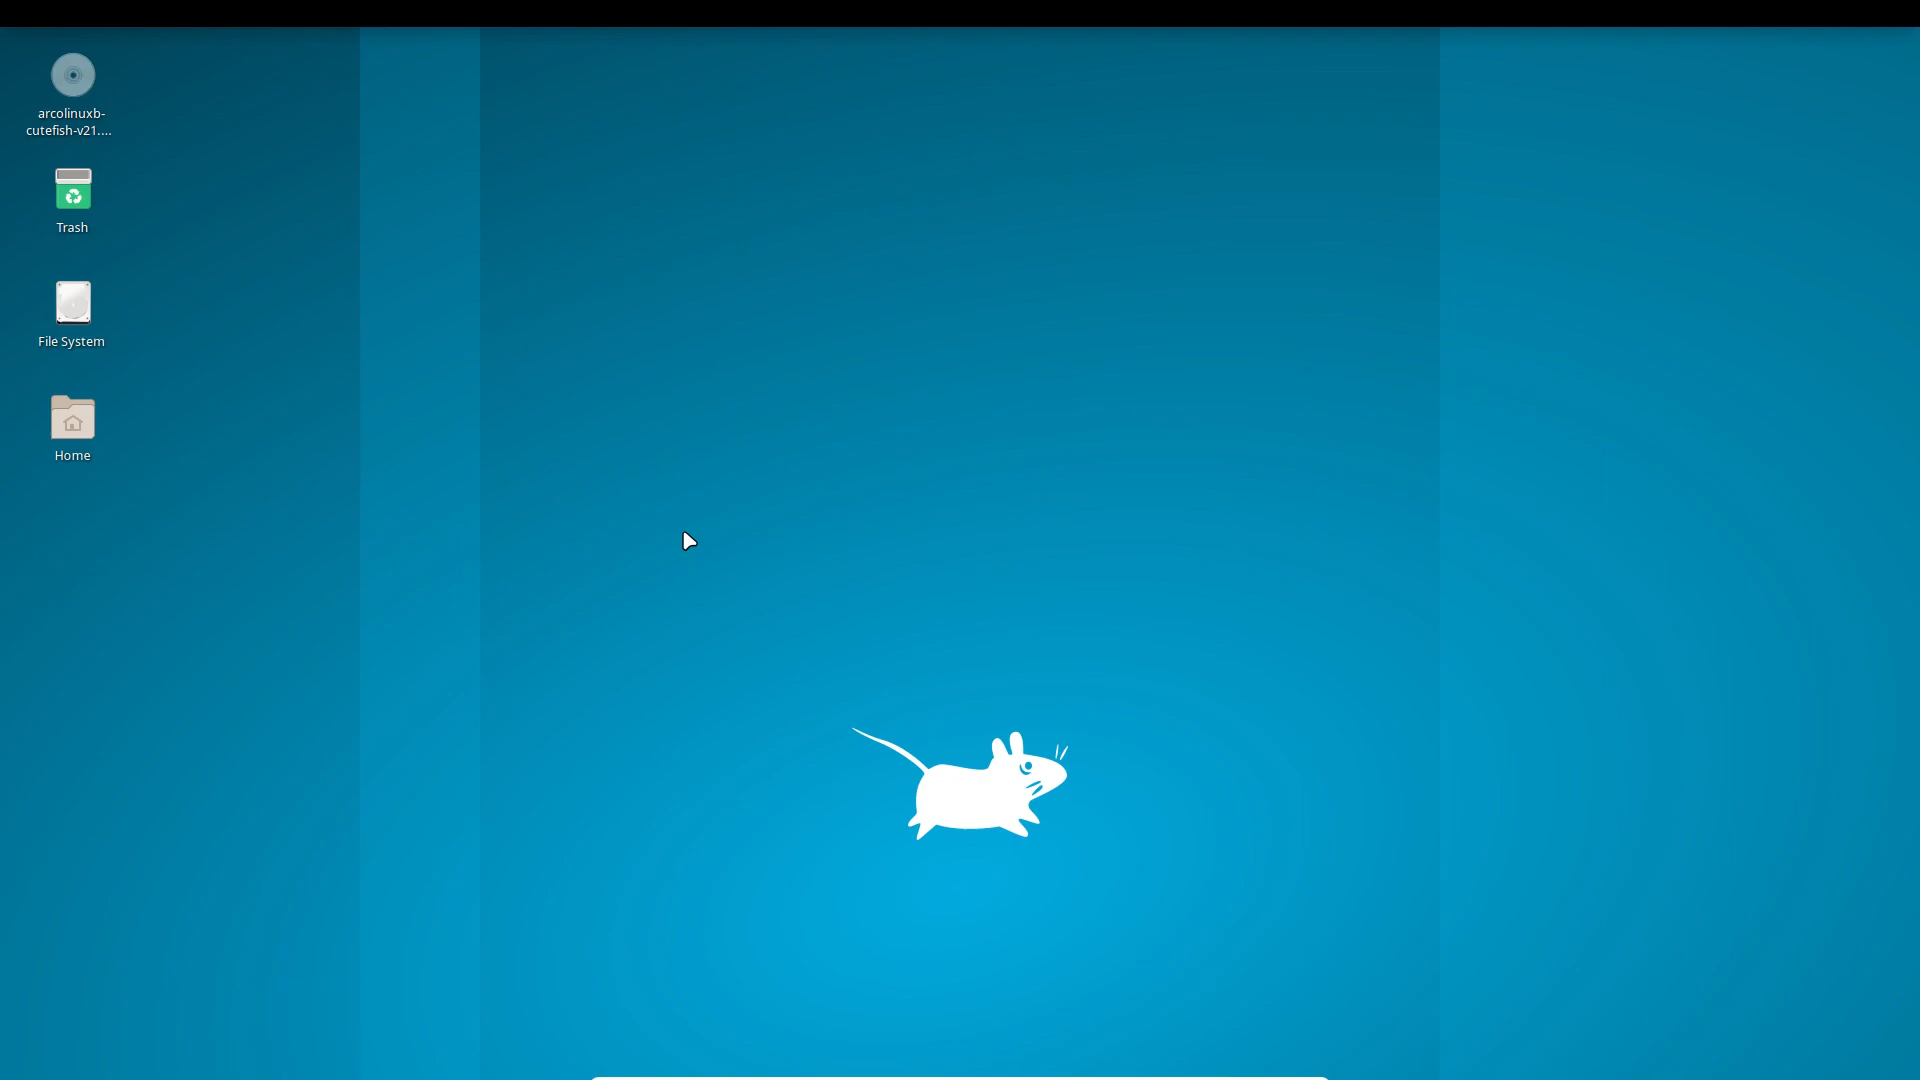 arcolinuxb-
cutefish-v21....
Trash
File System
Home